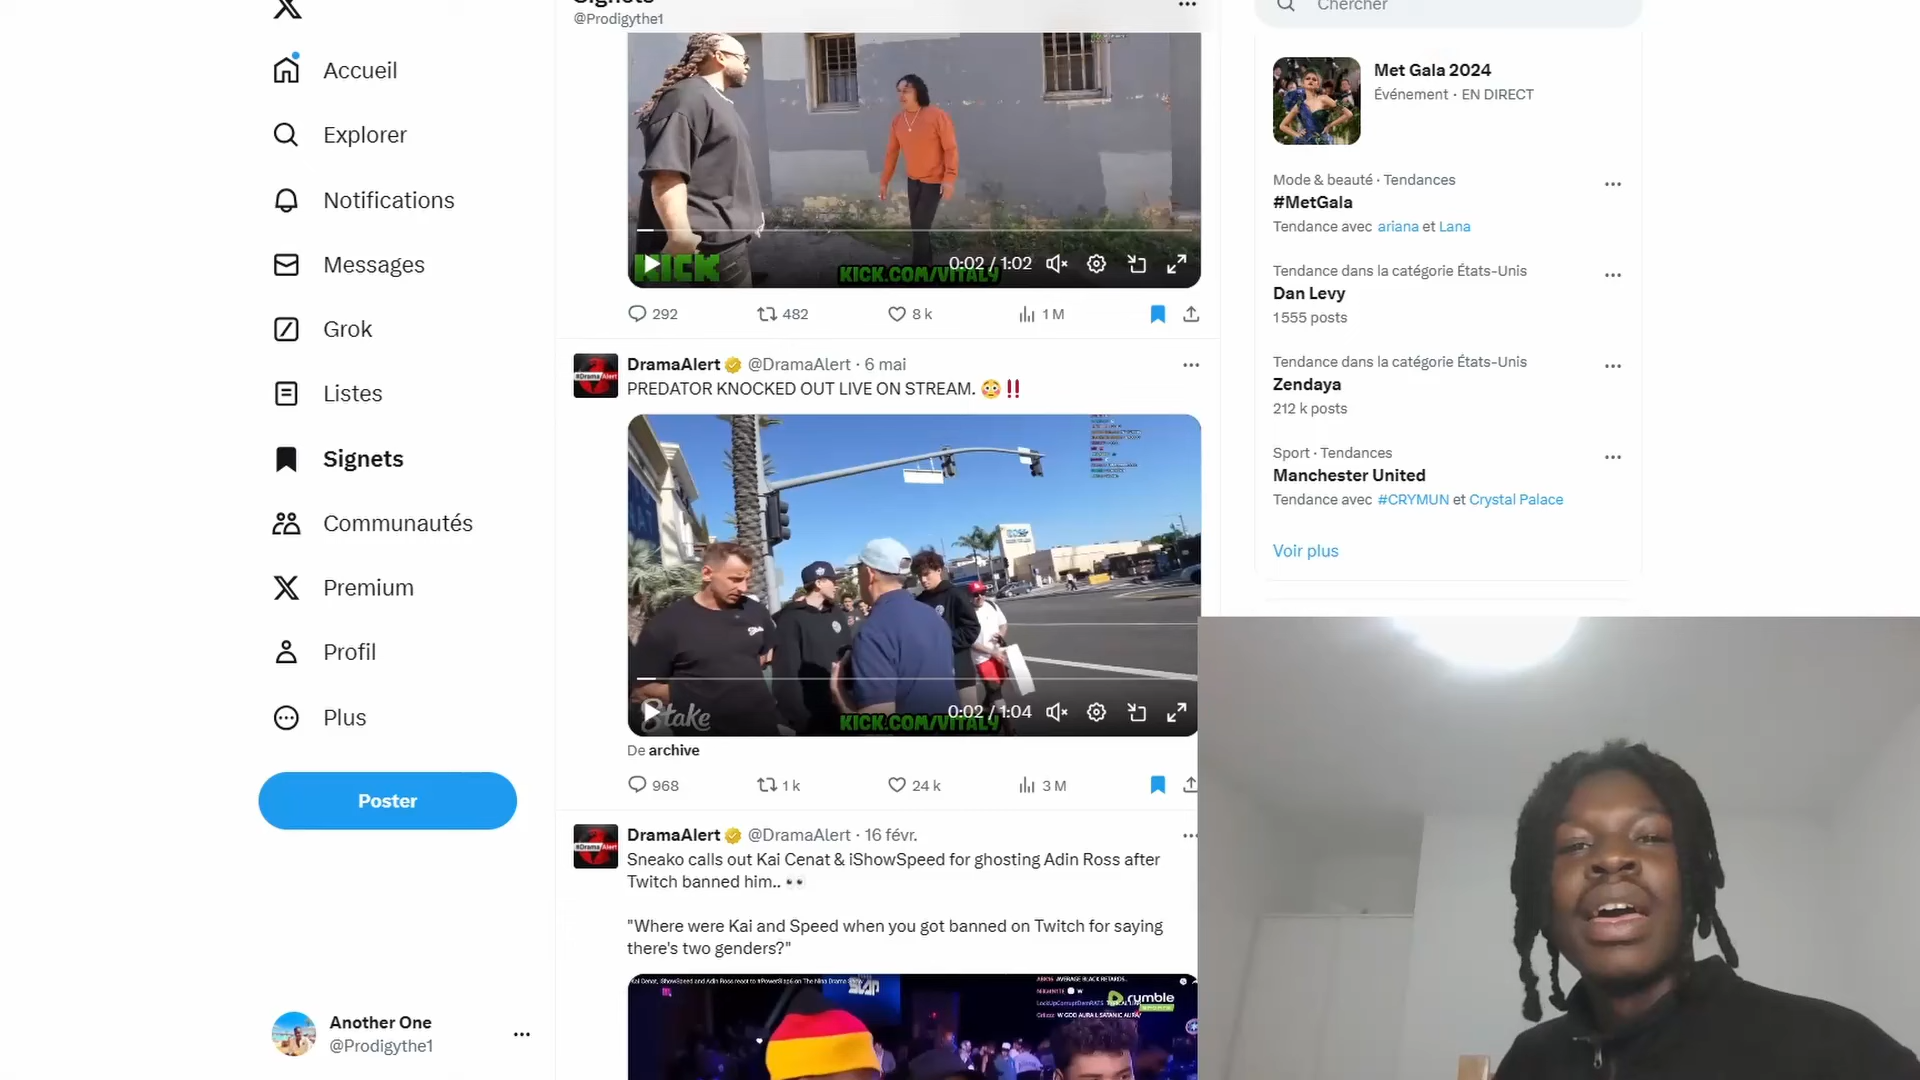 Signets
@Prodigythe1
Accueil
Explorer
Notifications
Messages
Grok
Listes
Signets
Communautés
Premium
Profil
Plus
Poster
Another One
@Prodigythe1
KICK
KICK.COM/VITALY
0:02 / 1:02
292
482
8 k
1 M
DramaAlert @DramaAlert · 6 mai
PREDATOR KNOCKED OUT LIVE ON STREAM. 😳‼️
Stake
KICK.COM/VITALY
0:02 / 1:04
De archive
968
1 k
24 k
3 M
DramaAlert @DramaAlert · 16 févr.
Sneako calls out Kai Cenat & iShowSpeed for ghosting Adin Ross after
Twitch banned him.. 👀
"Where were Kai and Speed when you got banned on Twitch for saying
there's two genders?"
rumble
Chercher
Met Gala 2024
Événement · EN DIRECT
Mode & beauté · Tendances
#MetGala
Tendance avec ariana et Lana
Tendance dans la catégorie États-Unis
Dan Levy
1 555 posts
Tendance dans la catégorie États-Unis
Zendaya
212 k posts
Sport · Tendances
Manchester United
Tendance avec #CRYMUN et Crystal Palace
Voir plus